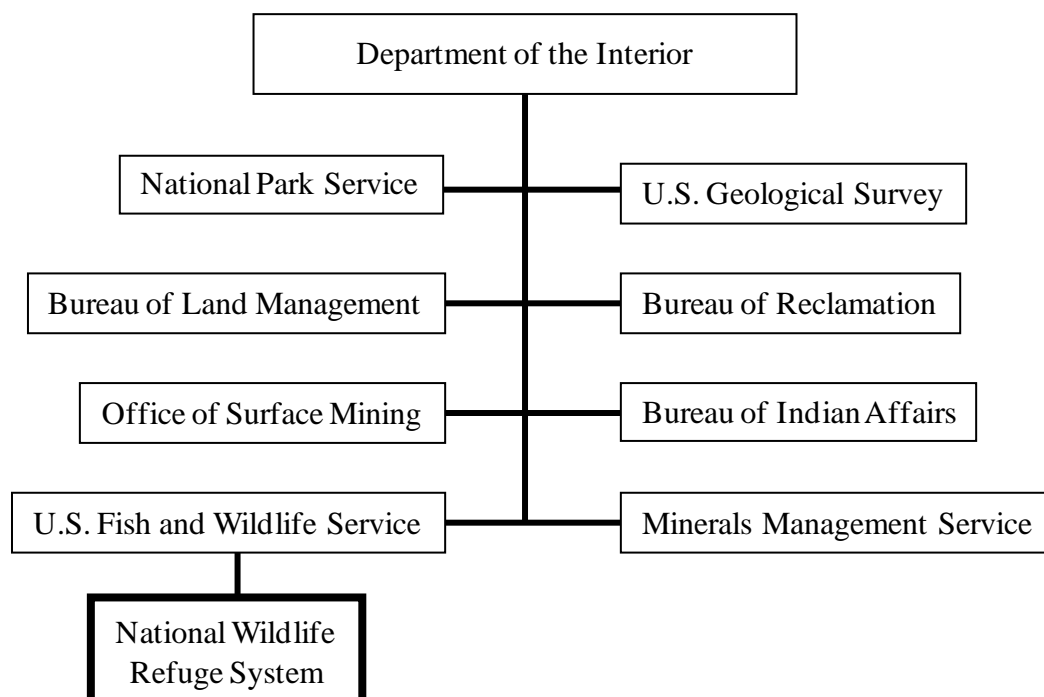 Department of the Interior
National Park Service
U.S. Geological Survey
Bureau of Land Management
Bureau of Reclamation
Office of Surface Mining
Bureau of Indian Affairs
U.S. Fish and Wildlife Service
Minerals Management Service
National Wildlife
Refuge System